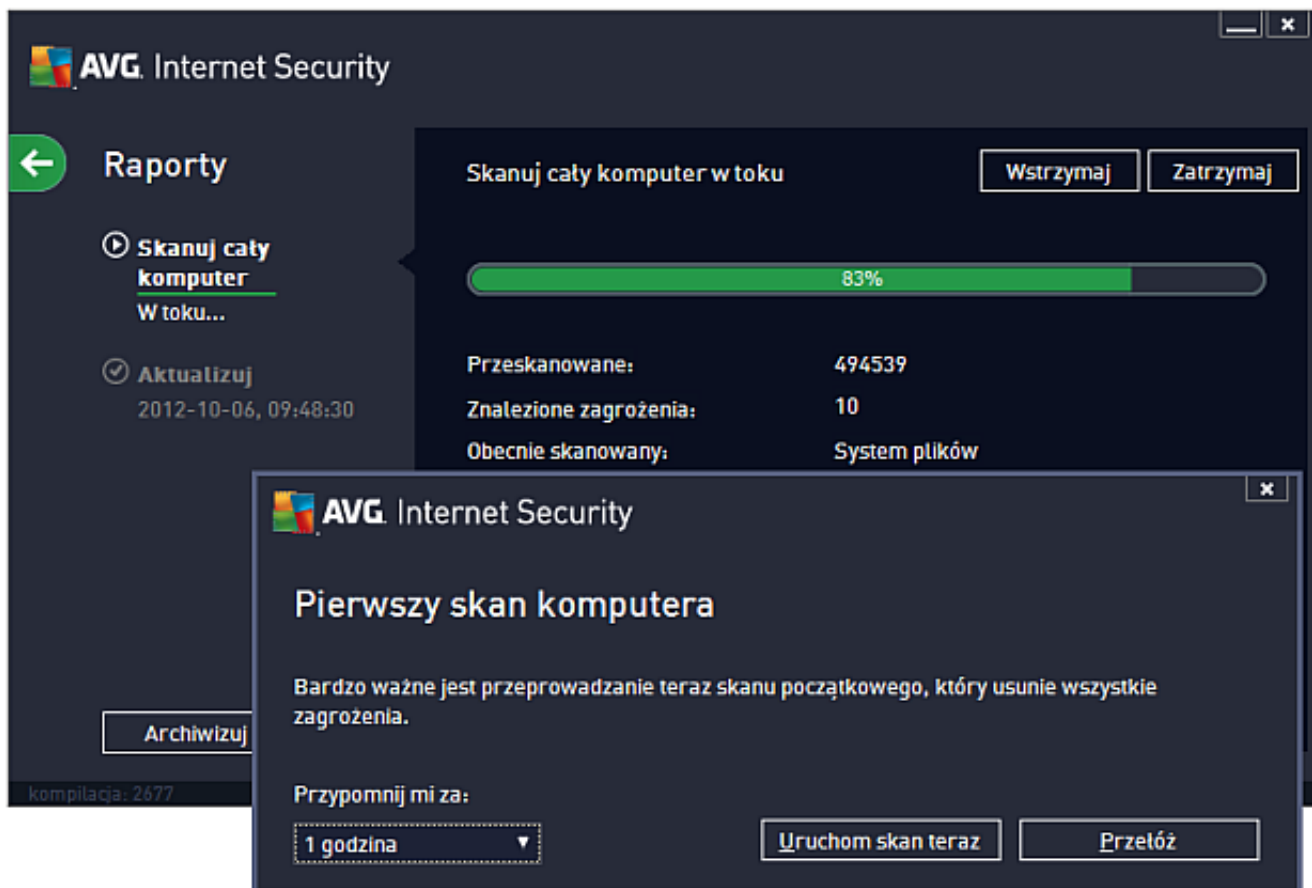 AVG. Internet Security
Raporty
Skanuj cały
komputer
W toku...
Aktualizuj
2012-10-06, 09:48:30
Archiwizuj
kompilacja: 2677
Skanuj cały komputer w toku
Wstrzymaj
Zatrzymaj
83%
Przeskanowane: 494539
Znalezione zagrożenia: 10
Obecnie skanowany: System plików
AVG. Internet Security
Pierwszy skan komputera
Bardzo ważne jest przeprowadzanie teraz skanu początkowego, który usunie wszystkie
zagrożenia.
Przypomnij mi za:
1 godzina
Uruchom skan teraz
Przełóż